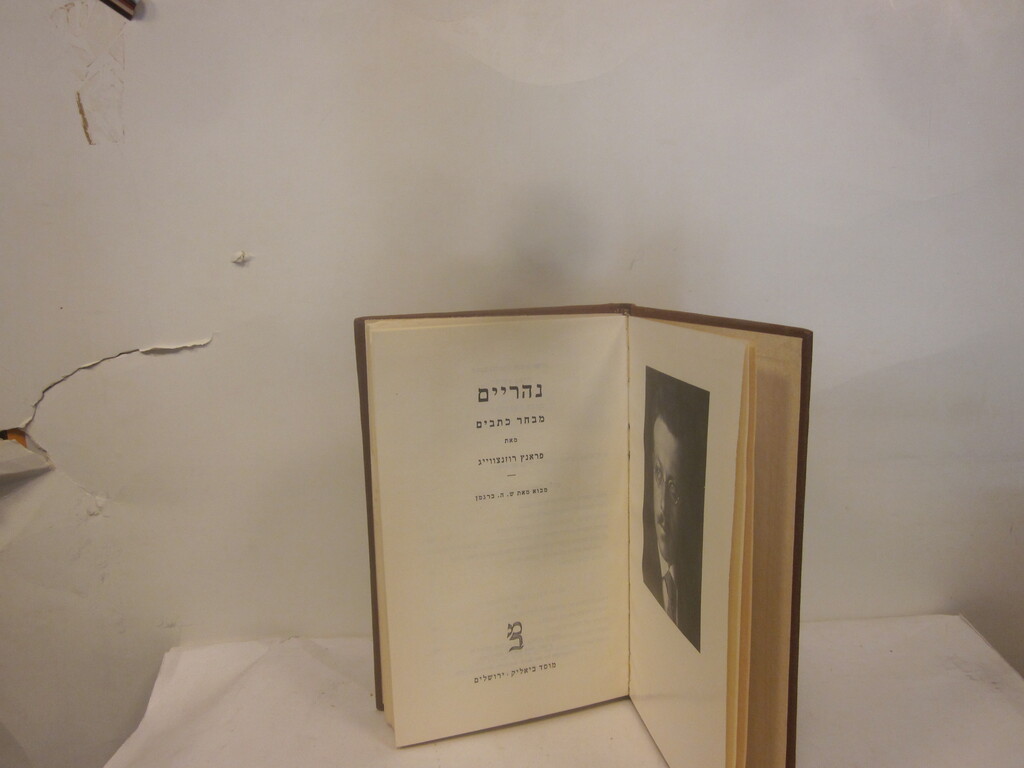 נהריים
מבחר כתבים
מאת
פראנץ רוזנצווייג
מבוא מאת ש. ה. ברגמן
מוסד ביאליק · ירושלים